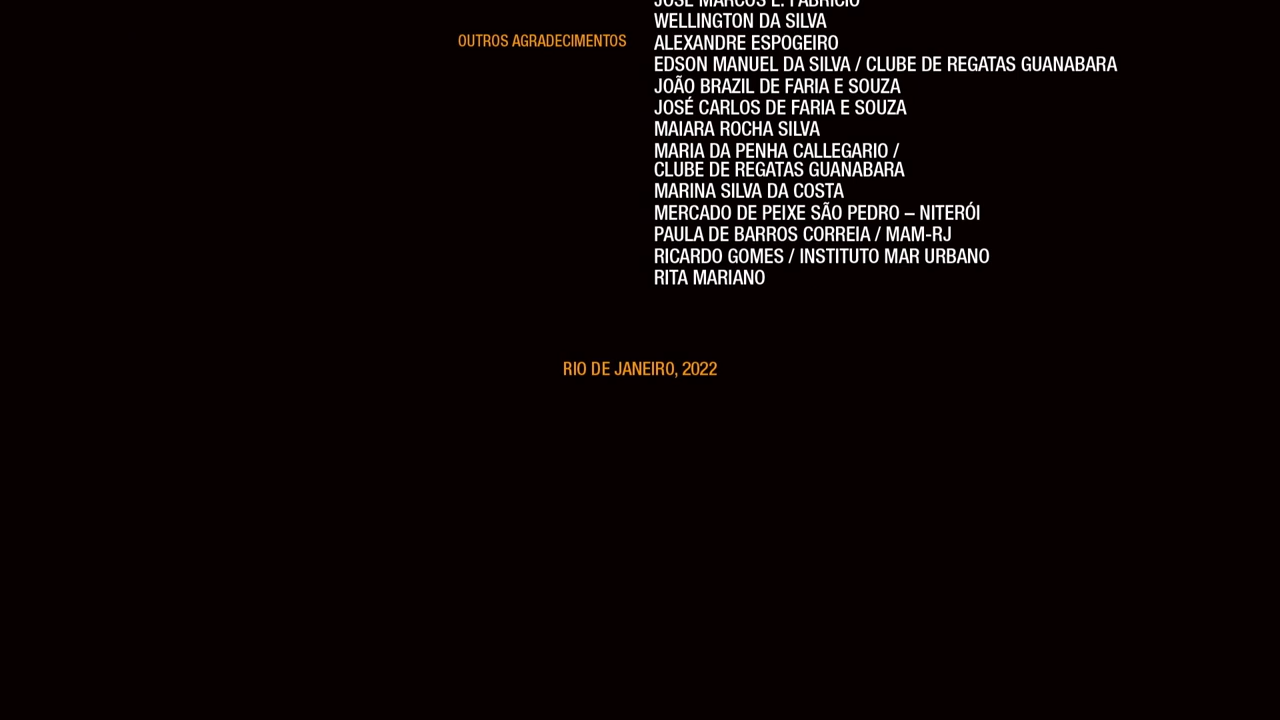 JOSÉ MARCOS E. FABRÍCIO
WELLINGTON DA SILVA
OUTROS AGRADECIMENTOS
ALEXANDRE ESPOGEIRO
EDSON MANUEL DA SILVA / CLUBE DE REGATAS GUANABARA
JOÃO BRAZIL DE FARIA E SOUZA
JOSÉ CARLOS DE FARIA E SOUZA
MAIARA ROCHA SILVA
MARIA DA PENHA CALLEGARIO /
CLUBE DE REGATAS GUANABARA
MARINA SILVA DA COSTA
MERCADO DE PEIXE SÃO PEDRO – NITERÓI
PAULA DE BARROS CORREIA / MAM-RJ
RICARDO GOMES / INSTITUTO MAR URBANO
RITA MARIANO
RIO DE JANEIRO, 2022